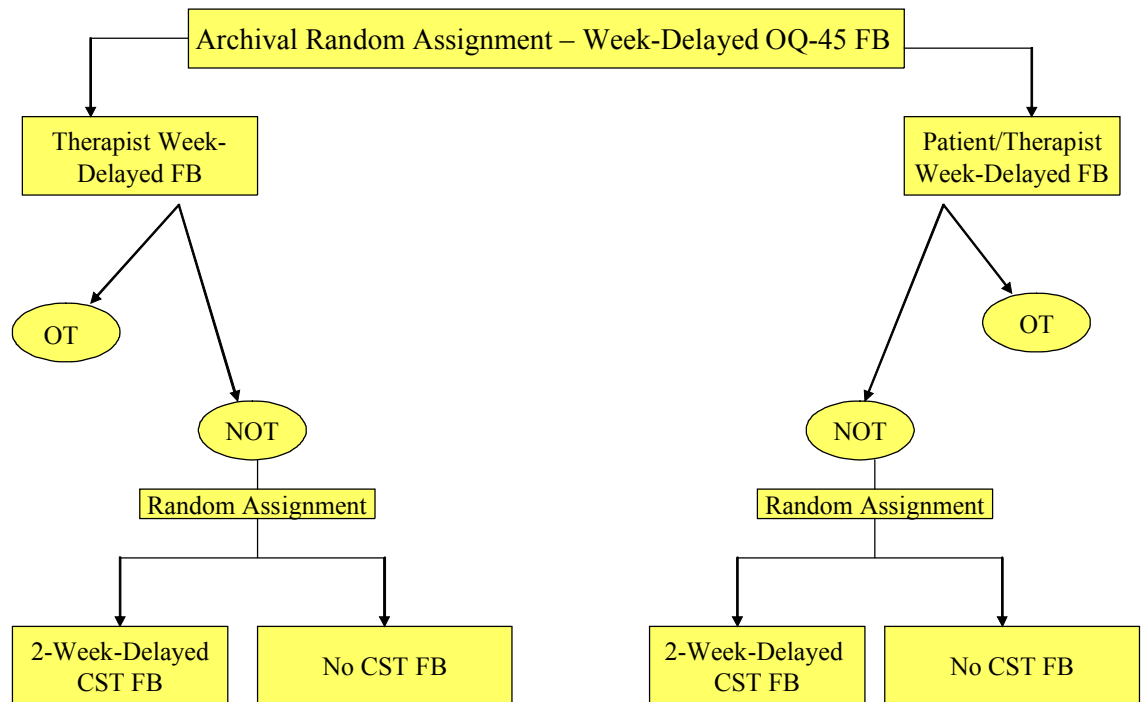 Archival Random Assignment – Week-Delayed OQ-45 FB
Therapist Week-
Delayed FB
Patient/Therapist
Week-Delayed FB
OT
OT
NOT
NOT
Random Assignment
Random Assignment
2-Week-Delayed
CST FB
No CST FB
2-Week-Delayed
CST FB
No CST FB